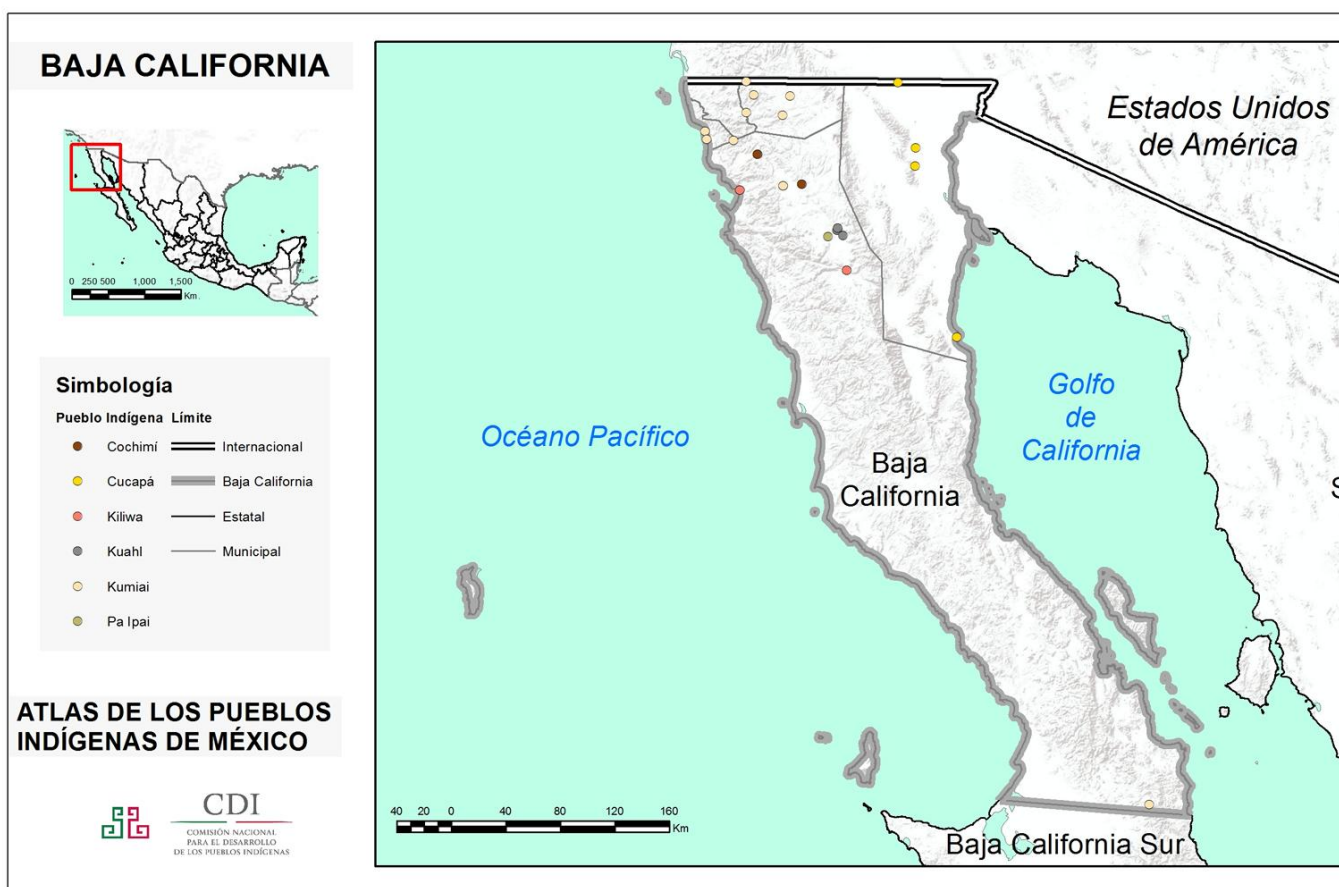 BAJA CALIFORNIA
0 250 500 1,000 1,500
Km.
Simbología
Pueblo Indígena Límite
Cochimí Internacional
Cucapá Baja California
Kiliwa Estatal
Kuahl Municipal
Kumiai
Pa Ipai
ATLAS DE LOS PUEBLOS
INDÍGENAS DE MÉXICO
CDI
COMISIÓN NACIONAL
PARA EL DESARROLLO
DE LOS PUEBLOS INDÍGENAS
Estados Unidos
de América
Océano Pacífico
Golfo
de
California
Baja
California
S
40 20 0 40 80 120 160
Km
Baja California Sur